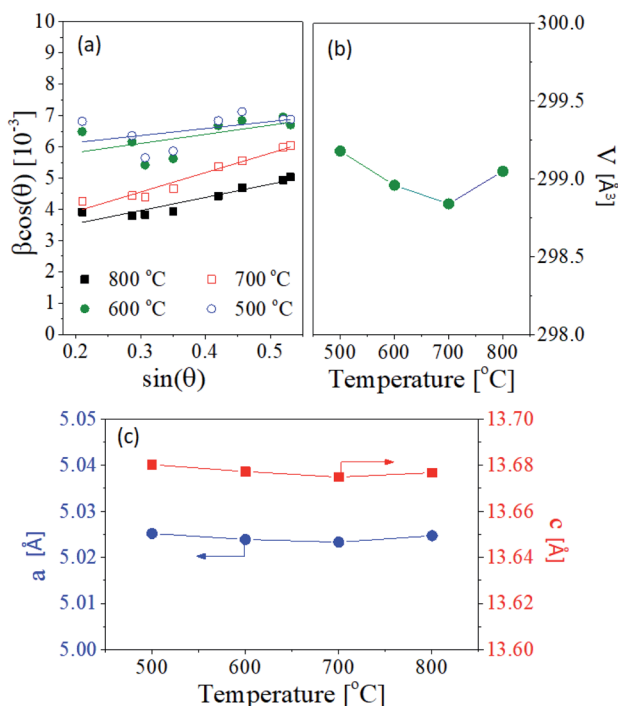 (a)
βcos(θ) [10⁻³]
10
9
8
7
6
5
4
3
2
1
0
800 °C
700 °C
600 °C
500 °C
0.2 0.3 0.4 0.5
sin(θ)
(b)
300.0
299.5
299.0
298.5
298.0
V [Å³]
500 600 700 800
Temperature [°C]
(c)
a [Å]
5.05
5.04
5.03
5.02
5.01
5.00
13.70
13.68
13.66
13.64
13.62
13.60
c [Å]
500 600 700 800
Temperature [°C]